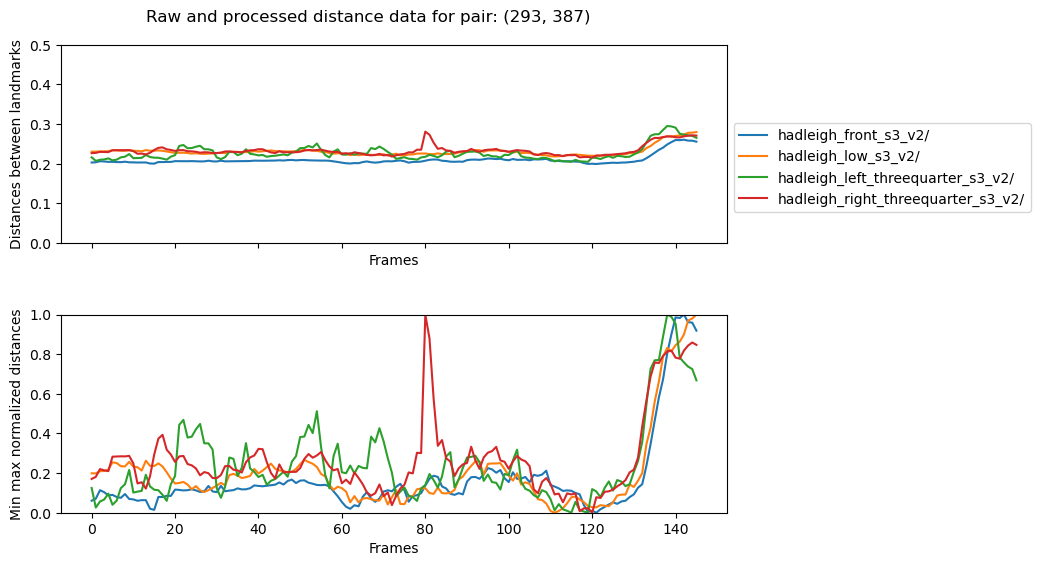 Raw and processed distance data for pair: (293, 387)
Distances between landmarks
0.5
0.4
0.3
0.2
0.1
0.0
Frames
hadleigh_front_s3_v2/
hadleigh_low_s3_v2/
hadleigh_left_threequarter_s3_v2/
hadleigh_right_threequarter_s3_v2/
Min max normalized distances
1.0
0.8
0.6
0.4
0.2
0.0
0 20 40 60 80 100 120 140
Frames